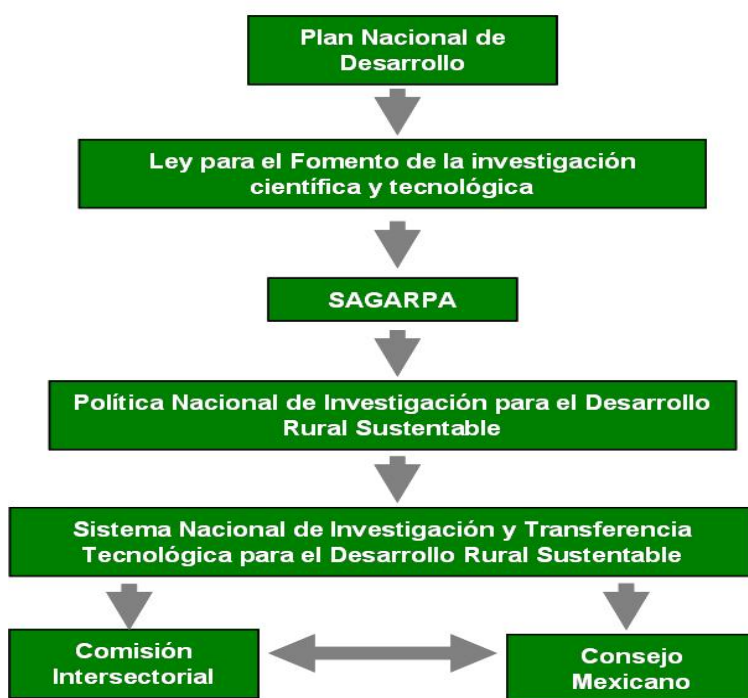 Plan Nacional de
Desarrollo
Ley para el Fomento de la investigación
científica y tecnológica
SAGARPA
Política Nacional de Investigación para el Desarrollo
Rural Sustentable
Sistema Nacional de Investigación y Transferencia
Tecnológica para el Desarrollo Rural Sustentable
Comisión
Intersectorial
Consejo
Mexicano